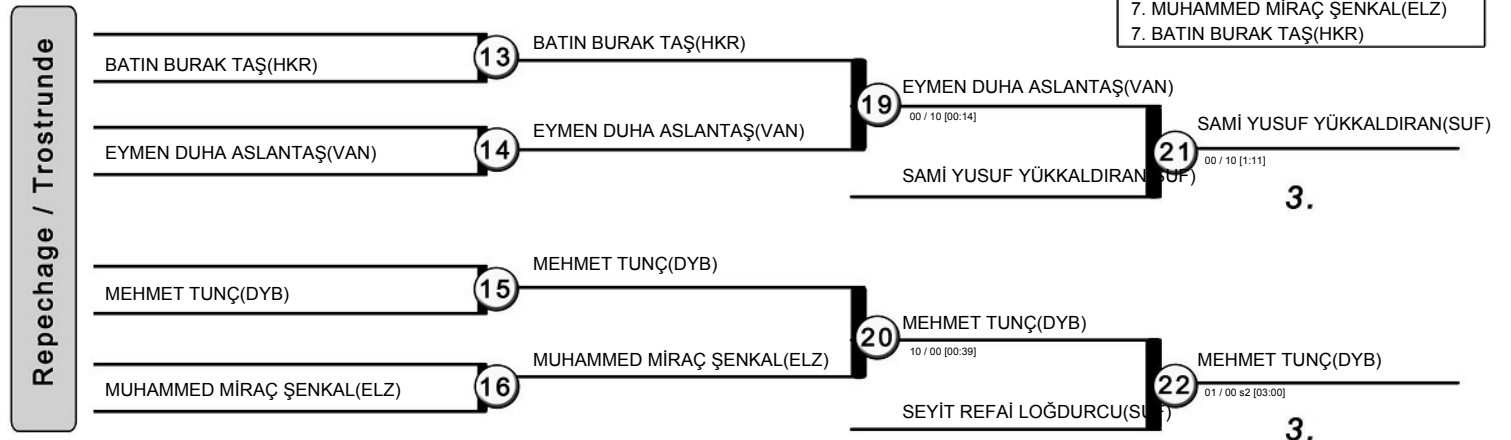 7. MUHAMMED MİRAÇ ŞENKAL(ELZ)
7. BATIN BURAK TAŞ(HKR)
Repechage / Trostrunde
BATIN BURAK TAŞ(HKR)
13
BATIN BURAK TAŞ(HKR)
EYMEN DUHA ASLANTAŞ(VAN)
14
EYMEN DUHA ASLANTAŞ(VAN)
19
EYMEN DUHA ASLANTAŞ(VAN)
00 / 10 [00:14]
SAMİ YUSUF YÜKKALDIRAN(SUF)
21
SAMİ YUSUF YÜKKALDIRAN(SUF)
00 / 10 [1:11]
3.
MEHMET TUNÇ(DYB)
15
MEHMET TUNÇ(DYB)
MUHAMMED MİRAÇ ŞENKAL(ELZ)
16
MUHAMMED MİRAÇ ŞENKAL(ELZ)
20
MEHMET TUNÇ(DYB)
10 / 00 [00:39]
SEYİT REFAİ LOĞDURCU(SUF)
22
MEHMET TUNÇ(DYB)
01 / 00 s2 [03:00]
3.